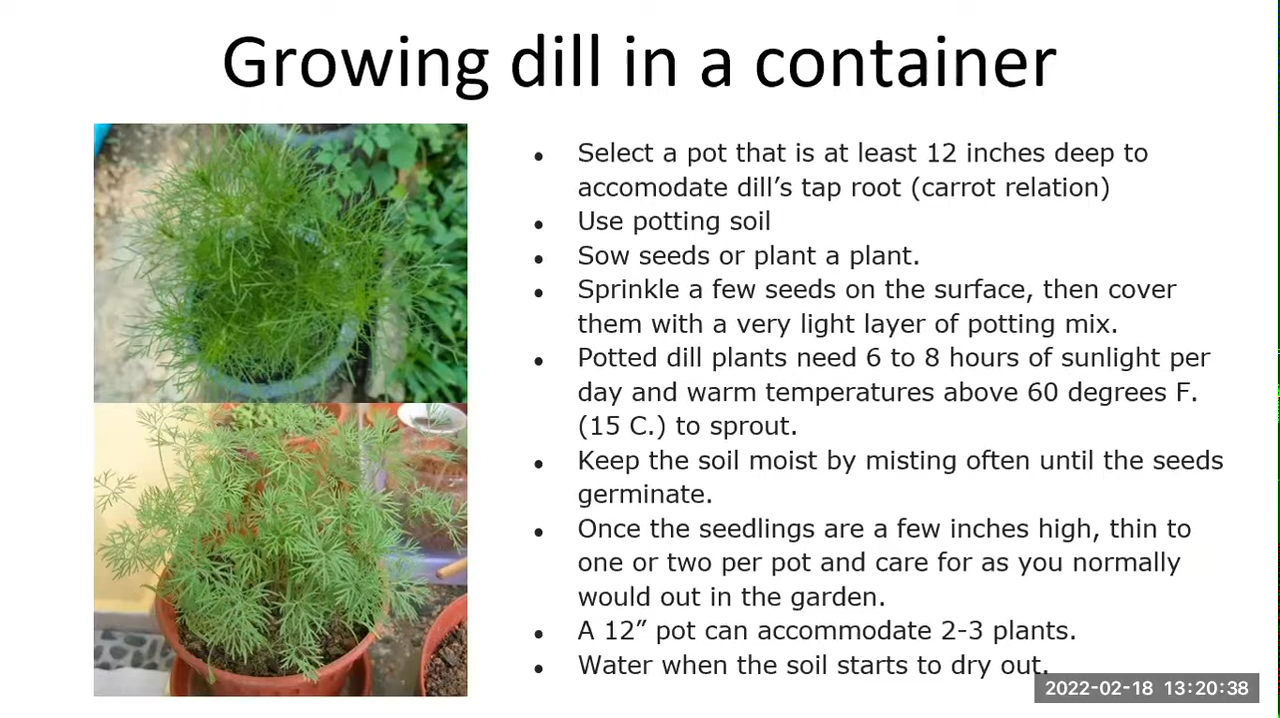 Growing dill in a container
• Select a pot that is at least 12 inches deep to
accomodate dill’s tap root (carrot relation)
• Use potting soil
• Sow seeds or plant a plant.
• Sprinkle a few seeds on the surface, then cover
them with a very light layer of potting mix.
• Potted dill plants need 6 to 8 hours of sunlight per
day and warm temperatures above 60 degrees F.
(15 C.) to sprout.
• Keep the soil moist by misting often until the seeds
germinate.
• Once the seedlings are a few inches high, thin to
one or two per pot and care for as you normally
would out in the garden.
• A 12” pot can accommodate 2-3 plants.
• Water when the soil starts to dry out.
2022-02-18 13:20:38